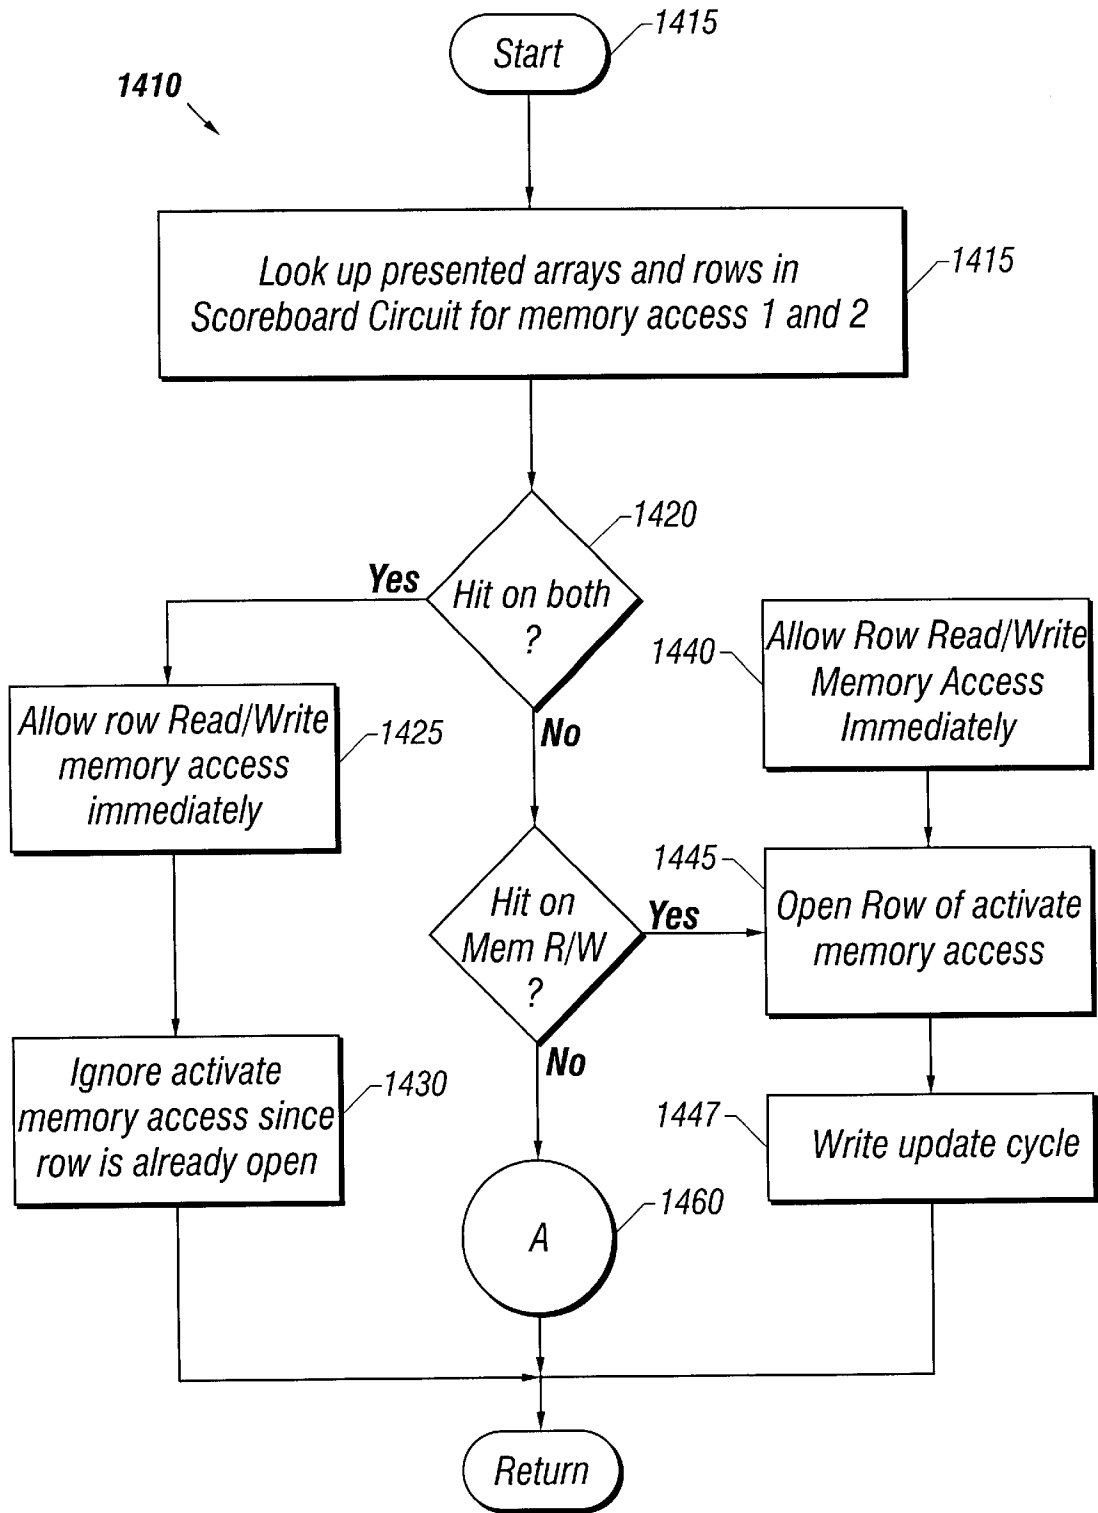 1415
Start
1410
Look up presented arrays and rows in
Scoreboard Circuit for memory access 1 and 2
1415
1420
Yes
Hit on both
?
No
Allow row Read/Write
memory access
immediately
1425
1440
Allow Row Read/Write
Memory Access
Immediately
Hit on
Mem R/W
?
Yes
No
1445
Open Row of activate
memory access
Ignore activate
memory access since
row is already open
1430
1447
Write update cycle
A
1460
Return